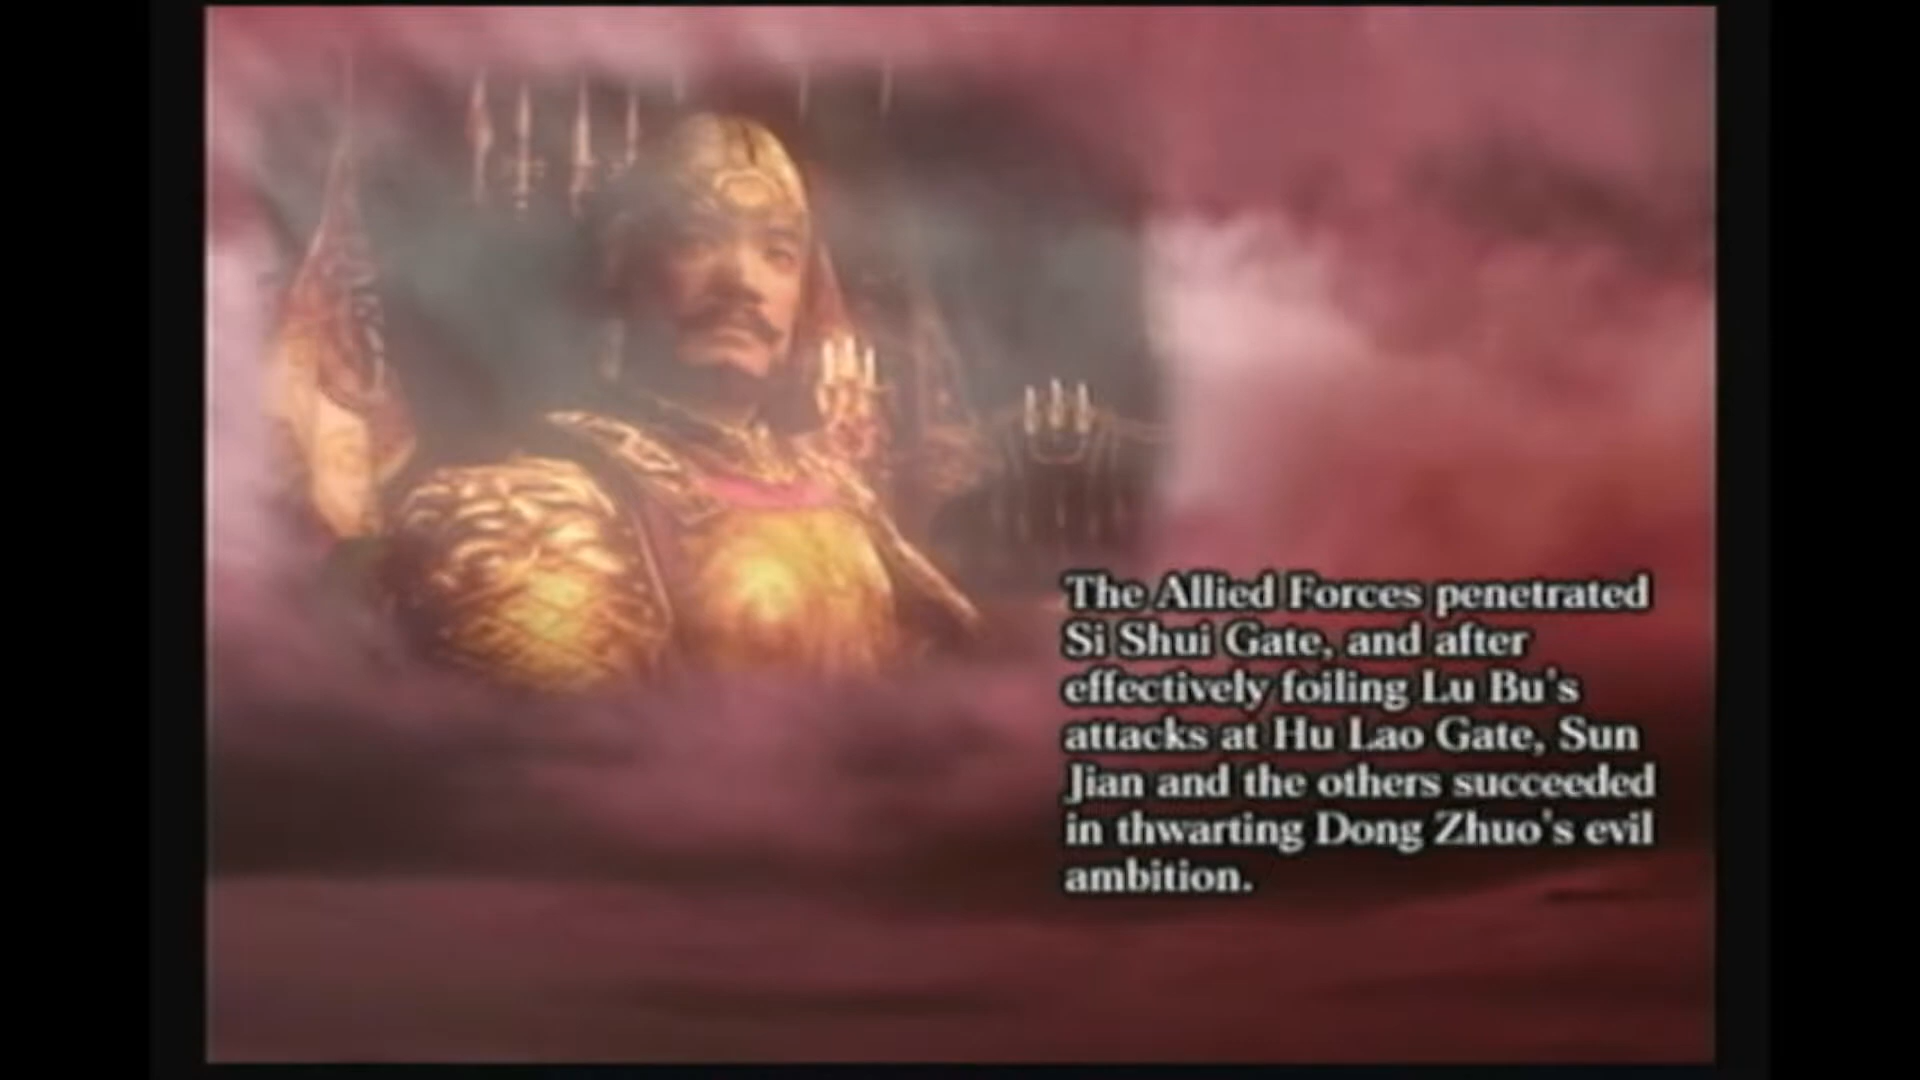 The Allied Forces penetrated
Si Shui Gate, and after
effectively foiling Lu Bu's
attacks at Hu Lao Gate, Sun
Jian and the others succeeded
in thwarting Dong Zhuo's evil
ambition.